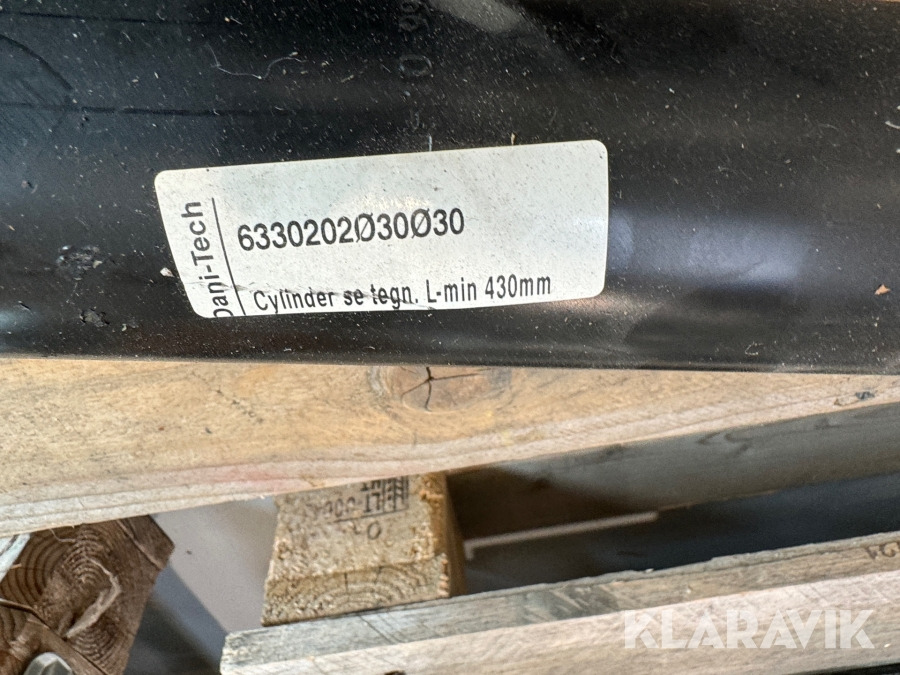 Dani-Tech
6330202Ø30Ø30
Cylinder se tegn. L-min 430mm
KLARAVIK